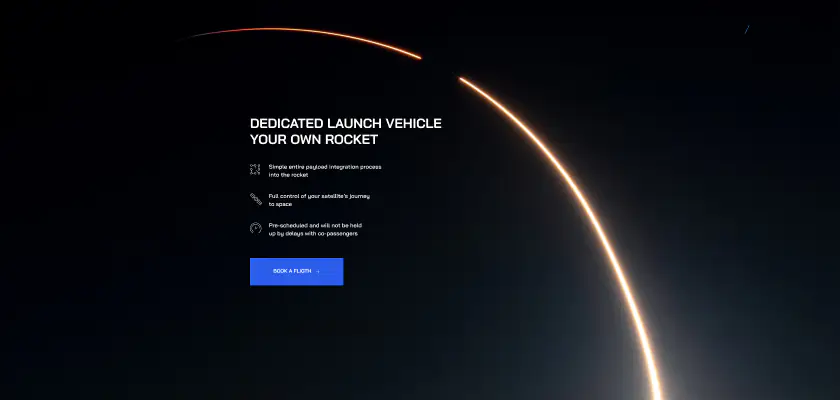 DEDICATED LAUNCH VEHICLE
YOUR OWN ROCKET
Simple entire payload integration process
into the rocket
Full control of your satellite's journey
to space
Pre-scheduled and will not be held
up by delays with co-passengers
BOOK A FLIGTH